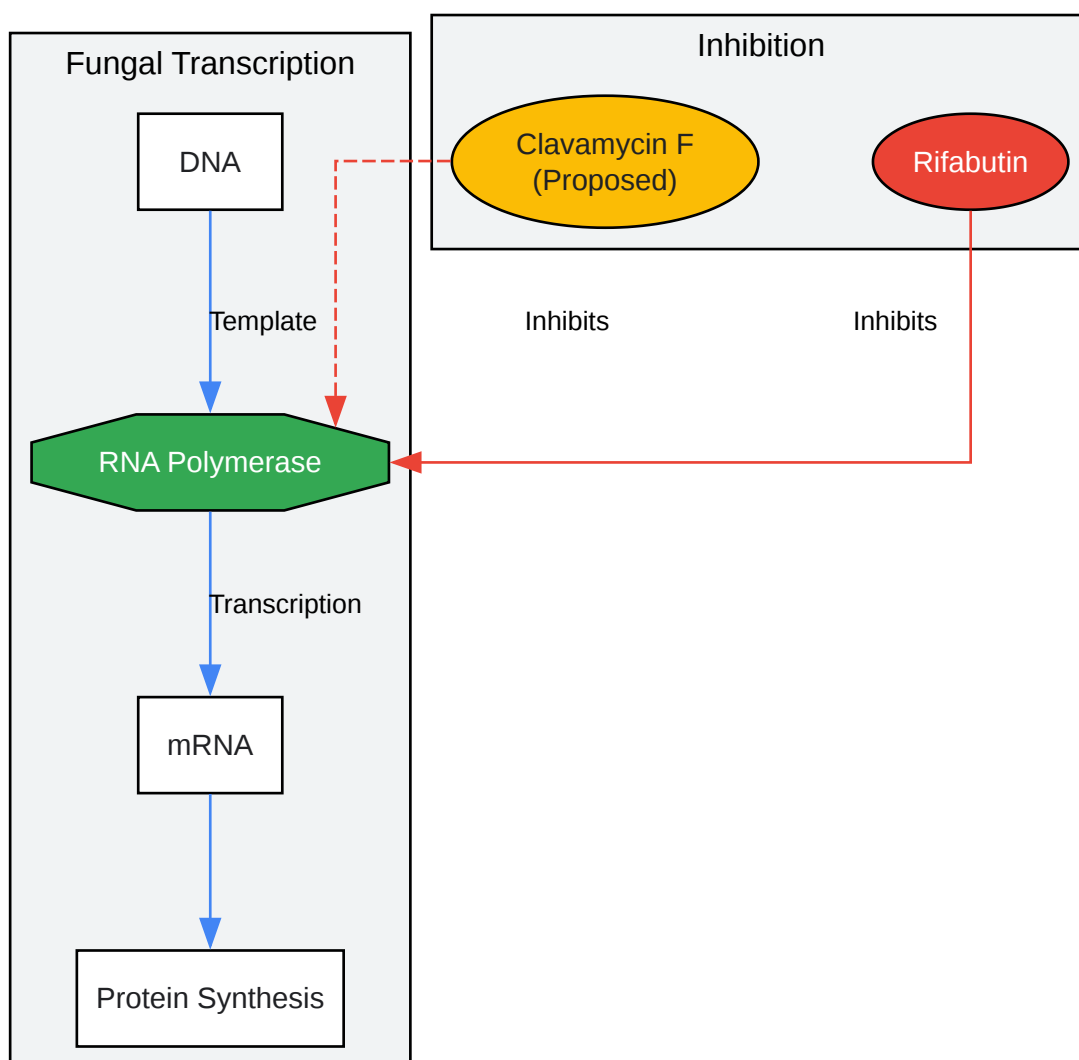 Fungal Transcription
Inhibition
DNA
Clavamycin F
(Proposed)
Rifabutin
Template
Inhibits
Inhibits
RNA Polymerase
Transcription
mRNA
Protein Synthesis